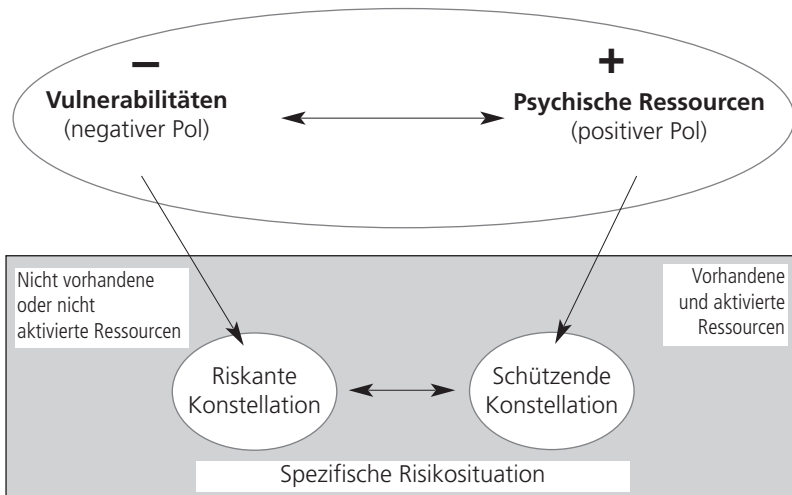 –
Vulnerabilitäten
(negativer Pol)
+
Psychische Ressourcen
(positiver Pol)
Nicht vorhandene
oder nicht
aktivierte Ressourcen
Vorhandene
und aktivierte
Ressourcen
Riskante
Konstellation
Schützende
Konstellation
Spezifische Risikosituation